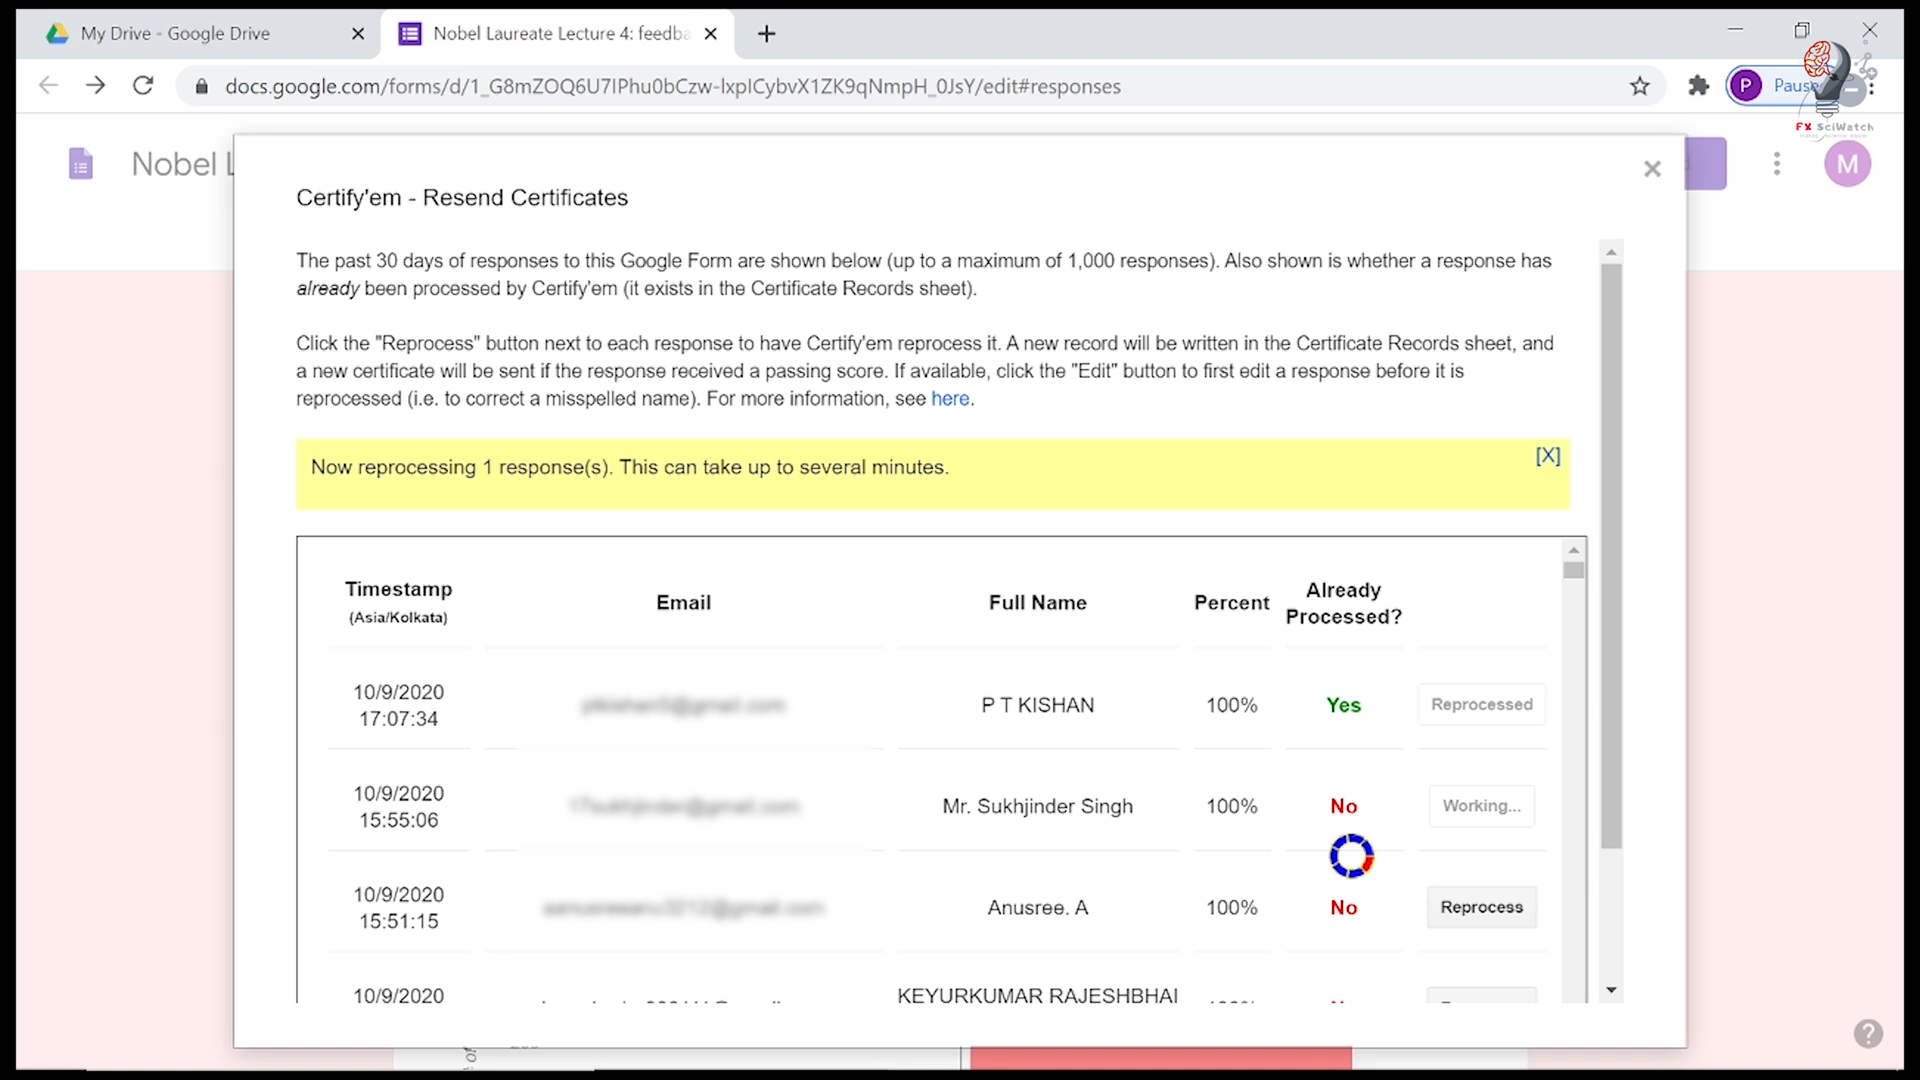 My Drive - Google Drive
Nobel Laureate Lecture 4: feedba
docs.google.com/forms/d/1_G8mZOQ6U7IPhu0bCzw-lxpICybvX1ZK9qNmpH_0JsY/edit#responses
P
FX SciWatch
Nobel L
M
Certify'em - Resend Certificates
The past 30 days of responses to this Google Form are shown below (up to a maximum of 1,000 responses). Also shown is whether a response has
already been processed by Certify'em (it exists in the Certificate Records sheet).
Click the "Reprocess" button next to each response to have Certify'em reprocess it. A new record will be written in the Certificate Records sheet, and
a new certificate will be sent if the response received a passing score. If available, click the "Edit" button to first edit a response before it is
reprocessed (i.e. to correct a misspelled name). For more information, see here.
Now reprocessing 1 response(s). This can take up to several minutes.
[X]
Timestamp
(Asia/Kolkata)
Email
Full Name
Percent
Already
Processed?
10/9/2020
17:07:34
P T KISHAN
100%
Yes
Reprocessed
10/9/2020
15:55:06
Mr. Sukhjinder Singh
100%
No
Working...
10/9/2020
15:51:15
Anusree. A
100%
No
Reprocess
10/9/2020
KEYURKUMAR RAJESHBHAI